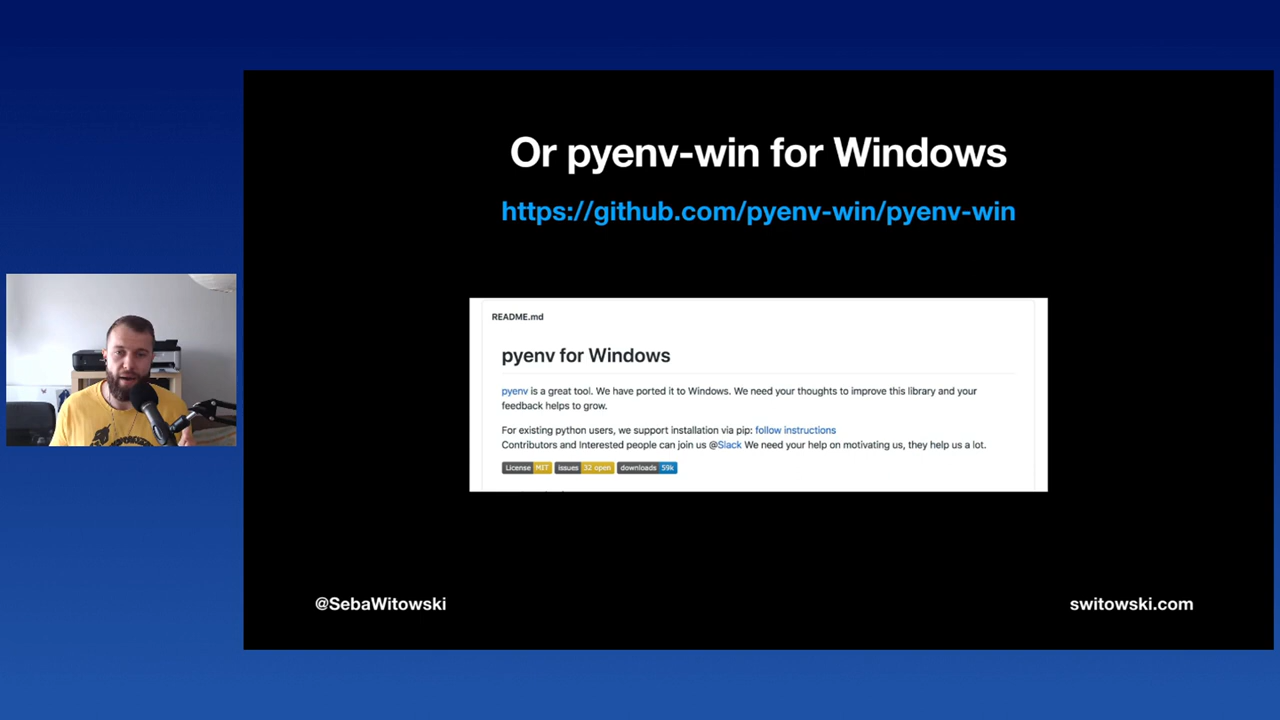 Or pyenv-win for Windows
https://github.com/pyenv-win/pyenv-win
README.md
pyenv for Windows
pyenv is a great tool. We have ported it to Windows. We need your thoughts to improve this library and your
feedback helps to grow.
For existing python users, we support installation via pip: follow instructions
Contributors and Interested people can join us @Slack We need your help on motivating us, they help us a lot.
License MIT issues 32 open downloads 59k
@SebaWitowski
switowski.com